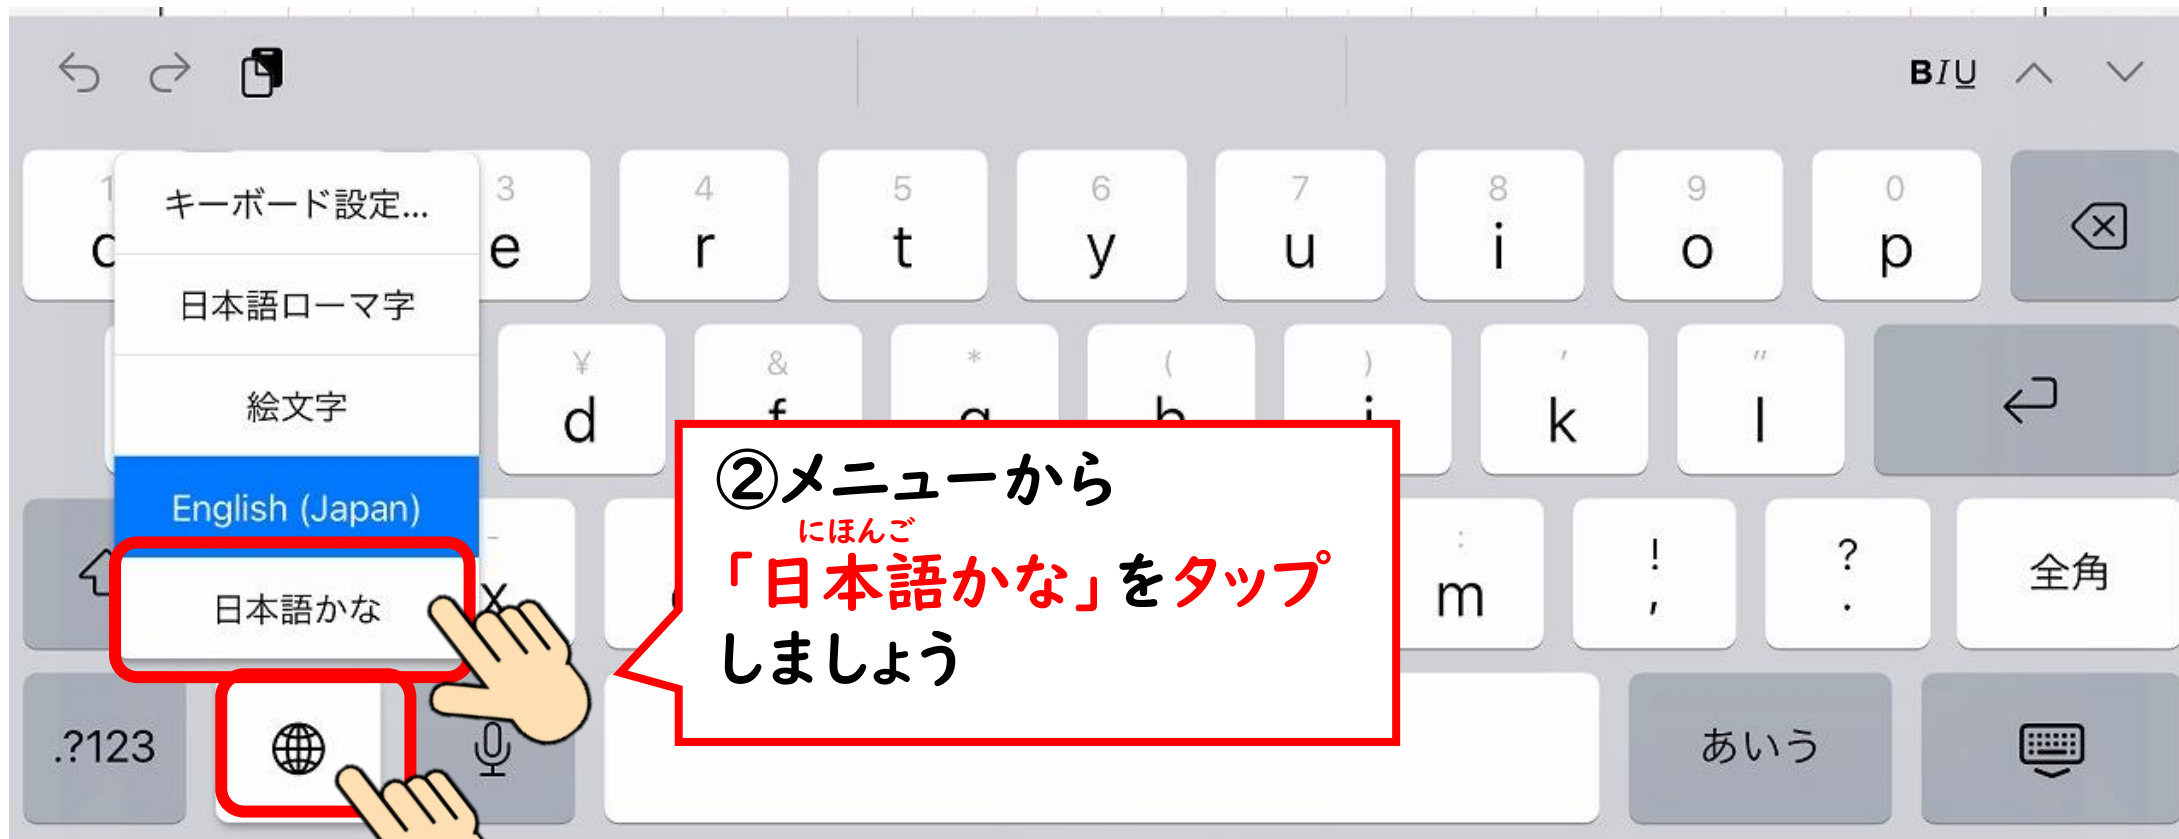 BIU
1
3
4
5
6
7
8
9
0
e
r
t
y
u
i
o
p
キーボード設定...
日本語ローマ字
絵文字
English (Japan)
日本語かな
¥
&
*
(
)
'
"
d
k
l
②メニューから
にほんご
「日本語かな」をタップ
しましょう
-
:
m
!
,
?
.
全角
.?123
あいう